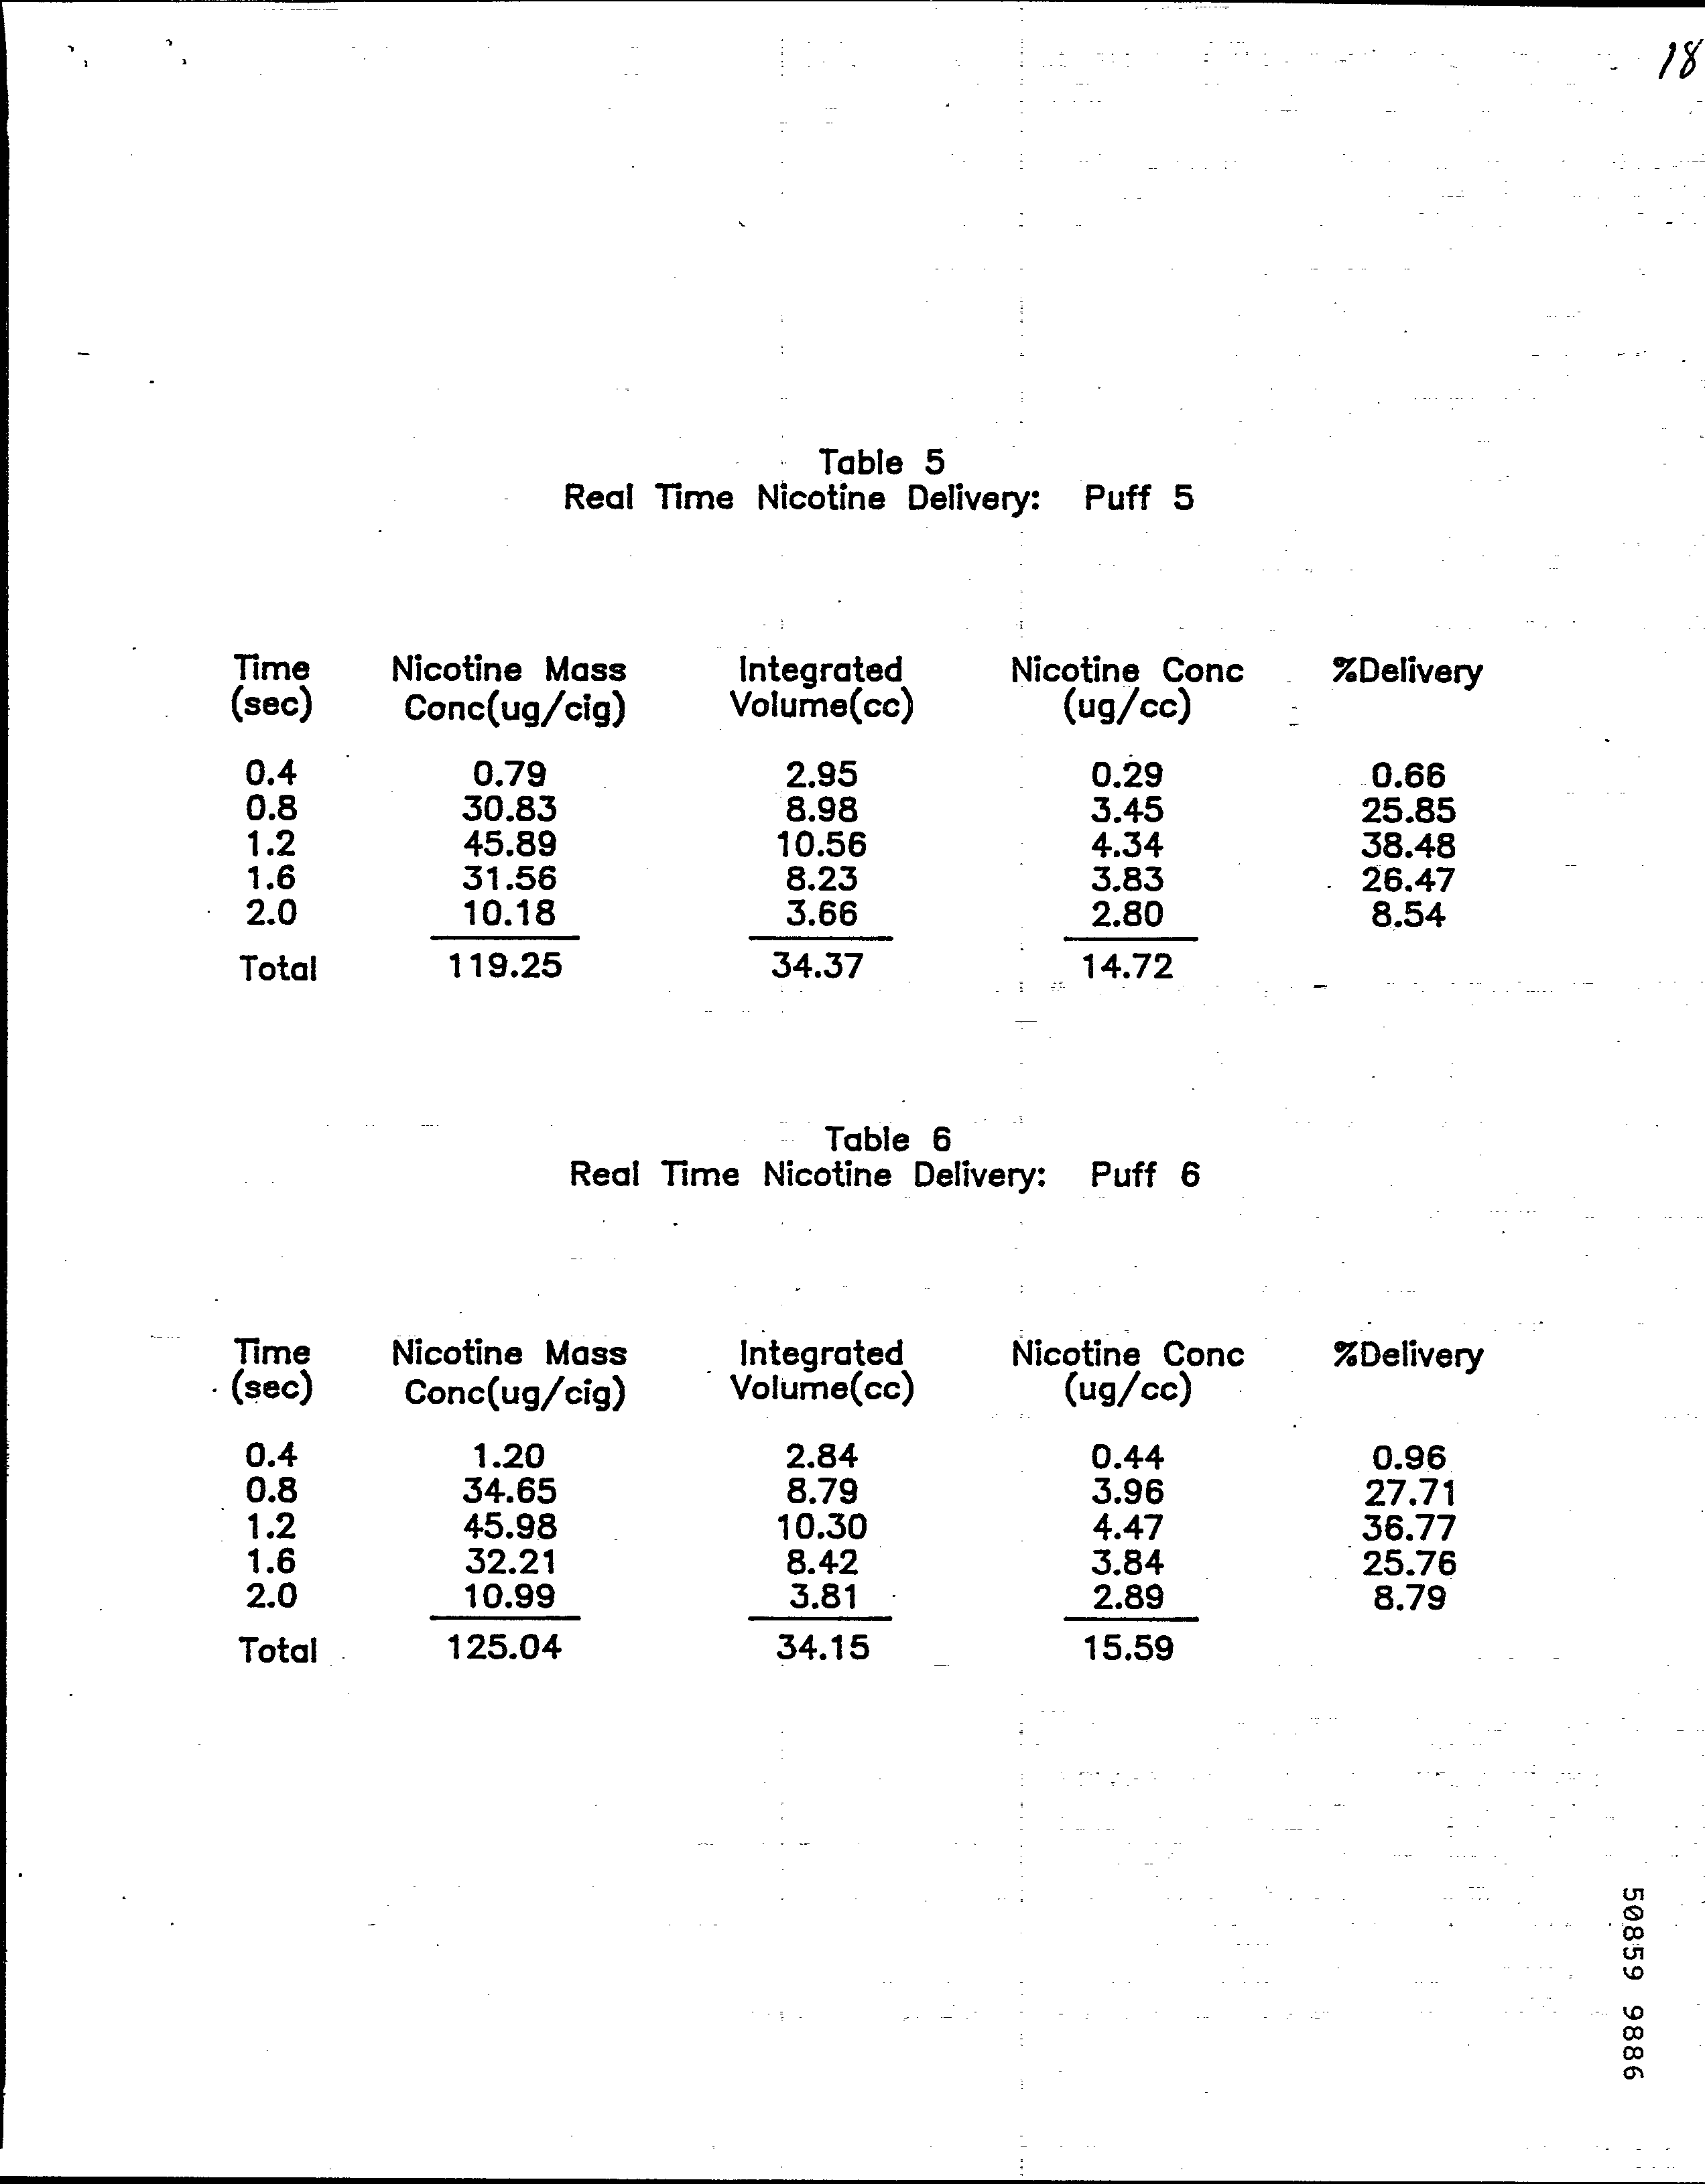 18
Table 5
Real Time Nicotine Delivery: Puff 5
Time Nicotine Mass Integrated Nicotine Conc %Delivery
(sec) Conc(ug/cig) Volume(cc) (ug/cc)
0.4 0.79 2.95 0.29 0.66
0.8 30.83 8.98 3.45 25.85
1.2 45.89 10.56 4.34 38.48
1.6 31.56 8.23 3.83 26.47
2.0 10.18 3.66 2.80 8.54
Total 119.25 34.37 14.72
Table 6
Real Time Nicotine Delivery: Puff 6
Time Nicotine Mass Integrated Nicotine Conc %Delivery
(sec) Conc(ug/cig) Volume(cc) (ug/cc)
0.4 1.20 2.84 0.44 0.96
0.8 34.65 8.79 3.96 27.71
1.2 45.98 10.30 4.47 36.77
1.6 32.21 8.42 3.84 25.76
2.0 10.99 3.81 2.89 8.79
Total 125.04 34.15 15.59
50859 9886